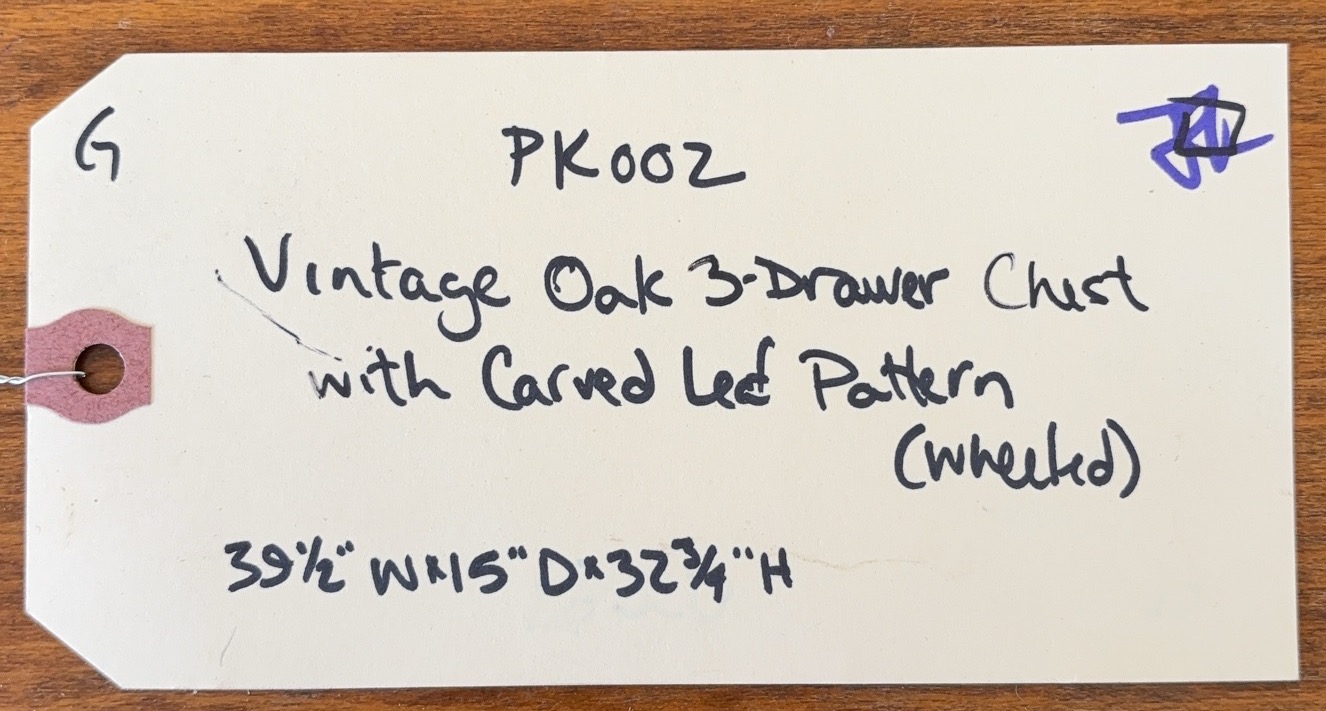 G
PK002
Vintage Oak 3-Drawer Chest
with Carved Leaf Pattern
(wheeled)
39½" W x 15" D x 32¾" H